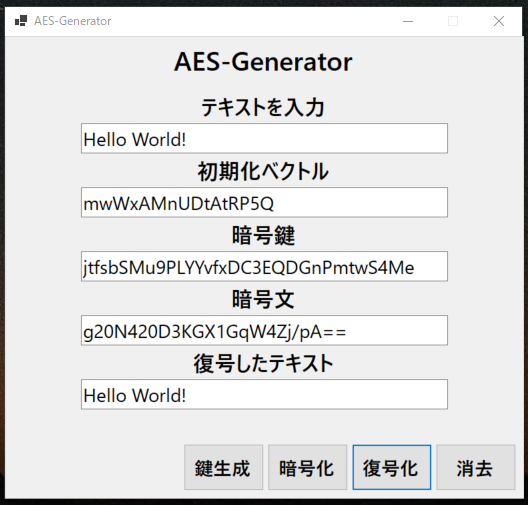 AES-Generator
AES-Generator
テキストを入力
Hello World!
初期化ベクトル
mwWxAMnUDtAtRP5Q
暗号鍵
jtfsbSMu9PLYYvfxDC3EQDGnPmtwS4Me
暗号文
g20N420D3KGX1GqW4Zj/pA==
復号したテキスト
Hello World!
鍵生成 暗号化 復号化 消去